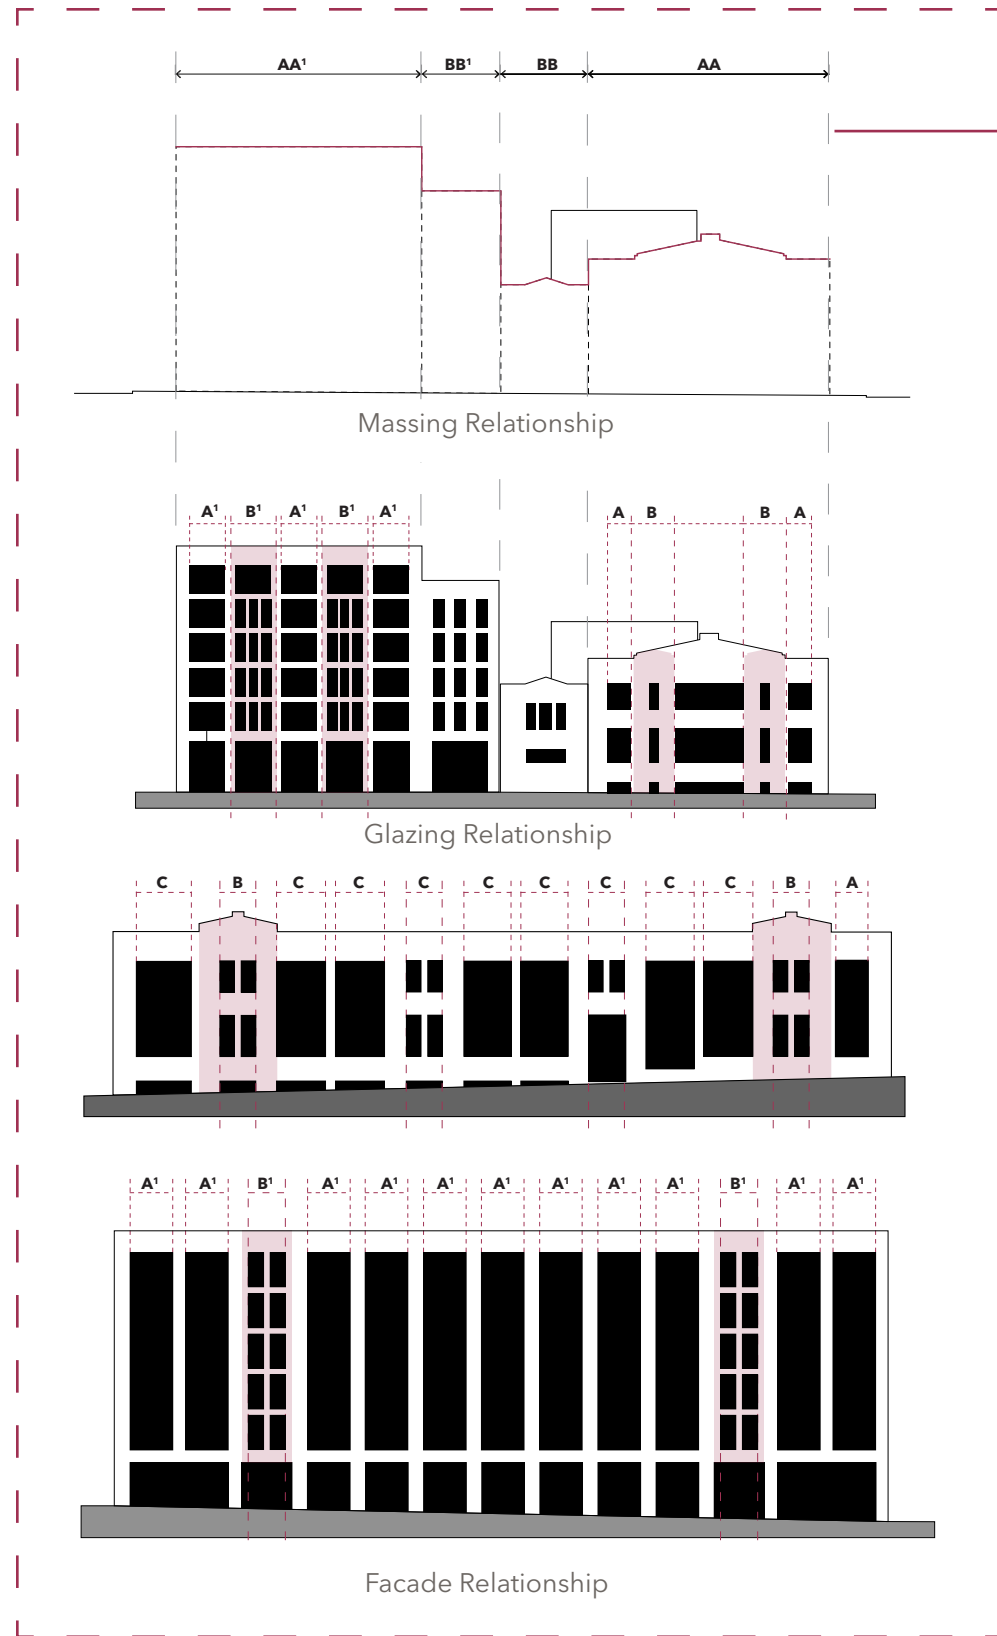 AA¹ BB¹ BB AA
Massing Relationship
A¹ B¹ A¹ B¹ A¹ A B B A
Glazing Relationship
C B C C C C C C C C B A
A¹ A¹ B¹ A¹ A¹ A¹ A¹ A¹ A¹ A¹ B¹ A¹ A¹
Facade Relationship